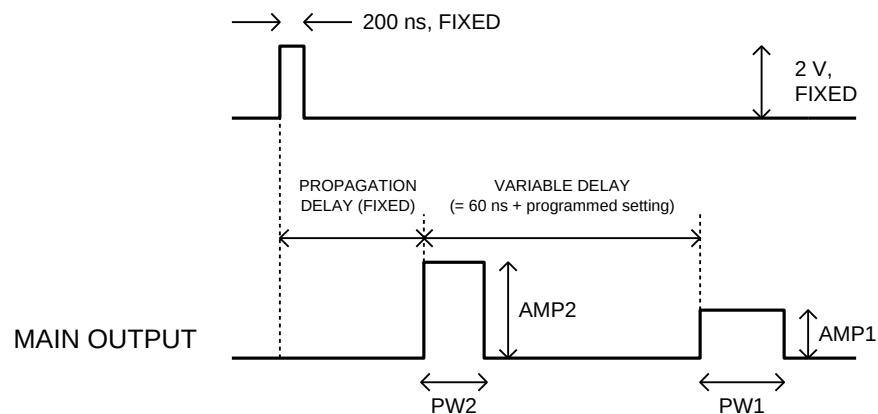 200 ns, FIXED
2 V,
FIXED
PROPAGATION
DELAY (FIXED)
VARIABLE DELAY
(= 60 ns + programmed setting)
AMP2
AMP1
MAIN OUTPUT
PW2
PW1